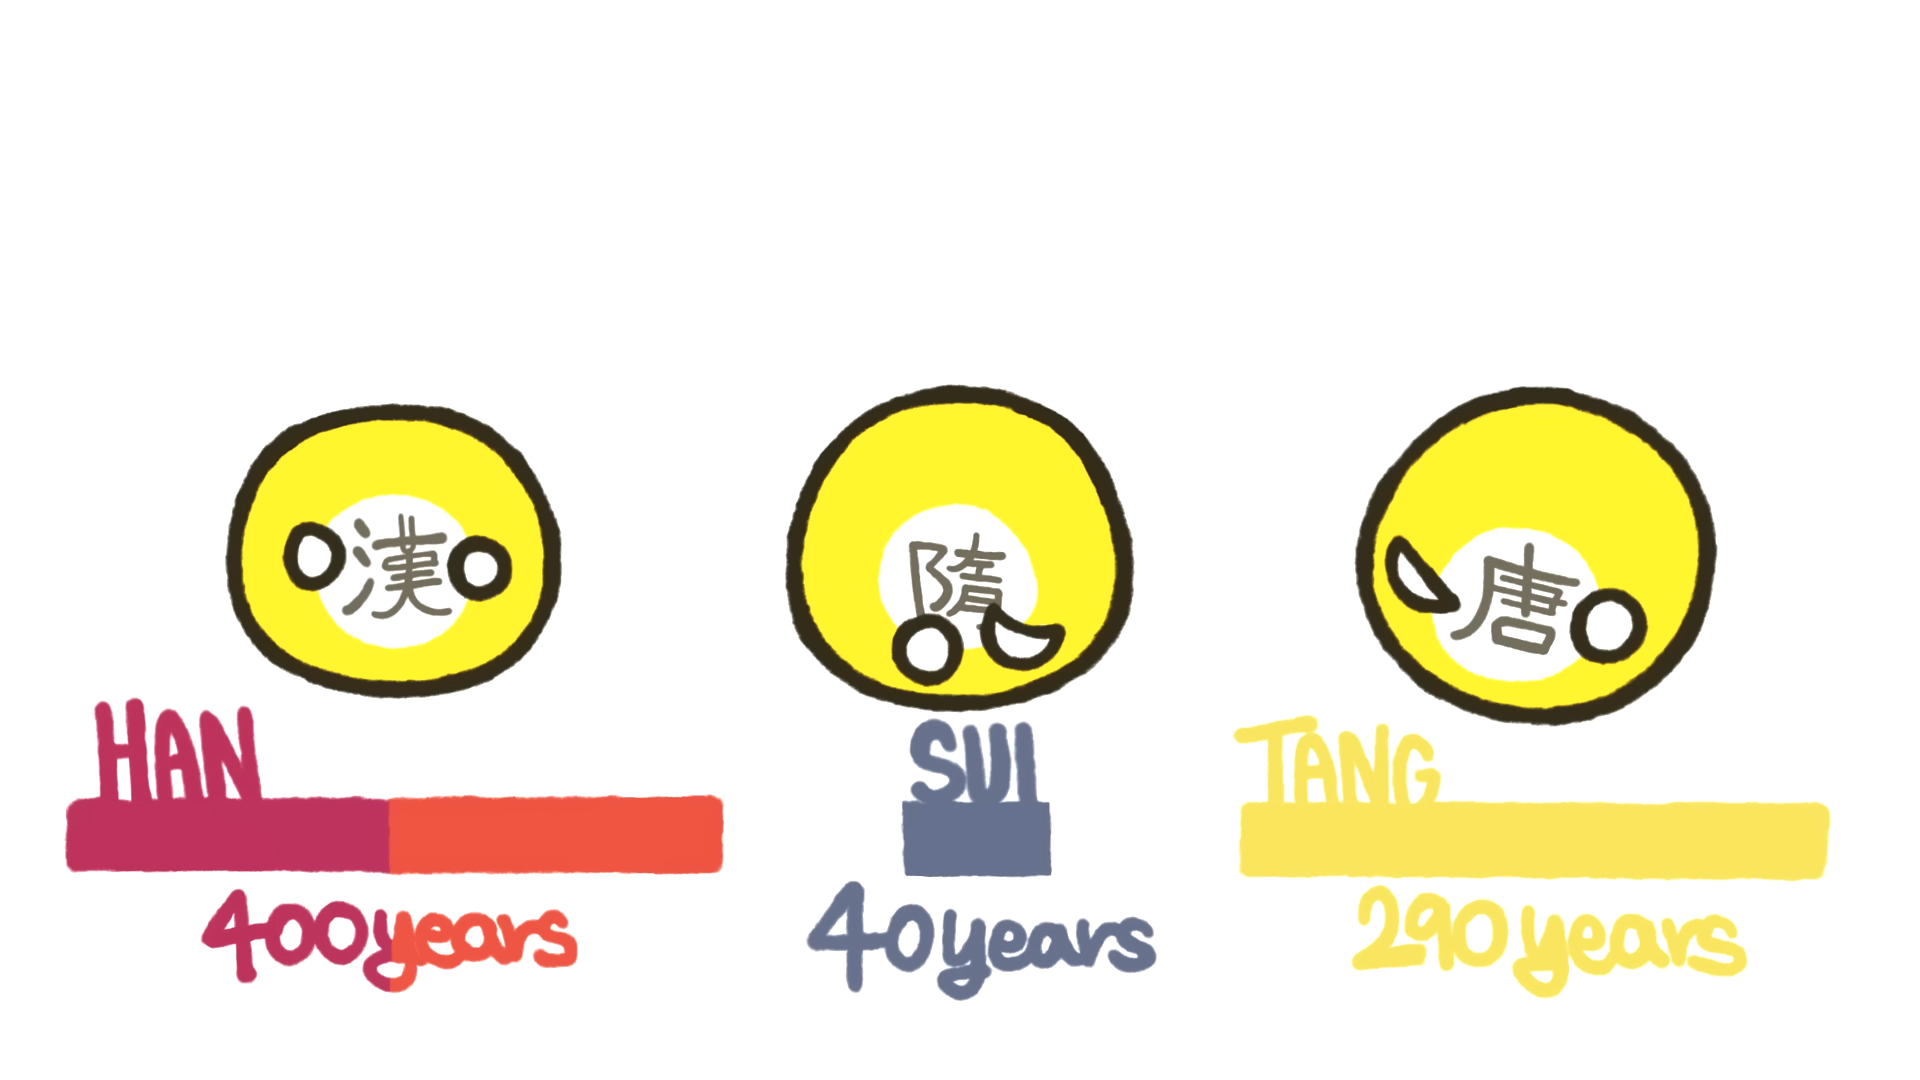 漢
隋
唐
HAN
SUI
TANG
400years
40years
290years